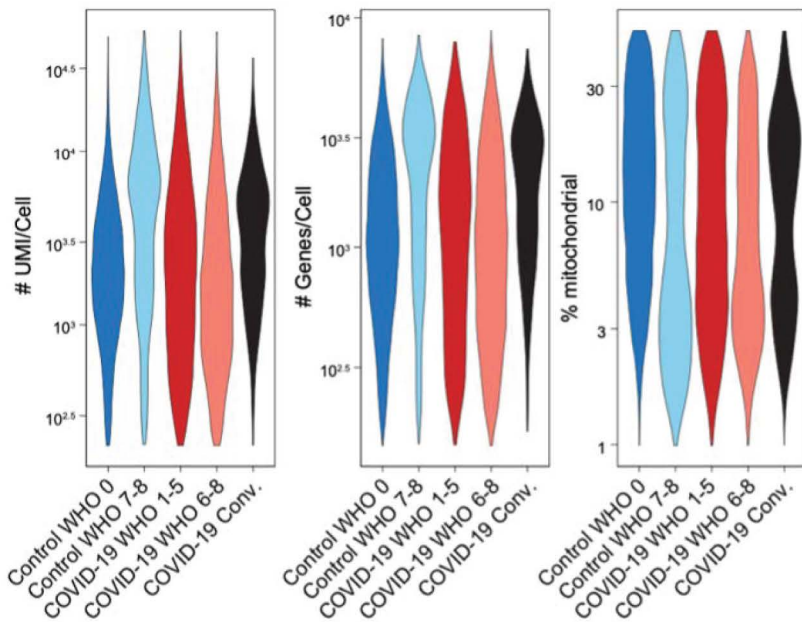 # UMI/Cell
10^4.5
10^4
10^3.5
10^3
10^2.5
Control WHO 0
Control WHO 7-8
COVID-19 WHO 1-5
COVID-19 WHO 6-8
COVID-19 Conv.
# Genes/Cell
10^4
10^3.5
10^3
10^2.5
Control WHO 0
Control WHO 7-8
COVID-19 WHO 1-5
COVID-19 WHO 6-8
COVID-19 Conv.
% mitochondrial
30
10
3
1
Control WHO 0
Control WHO 7-8
COVID-19 WHO 1-5
COVID-19 WHO 6-8
COVID-19 Conv.